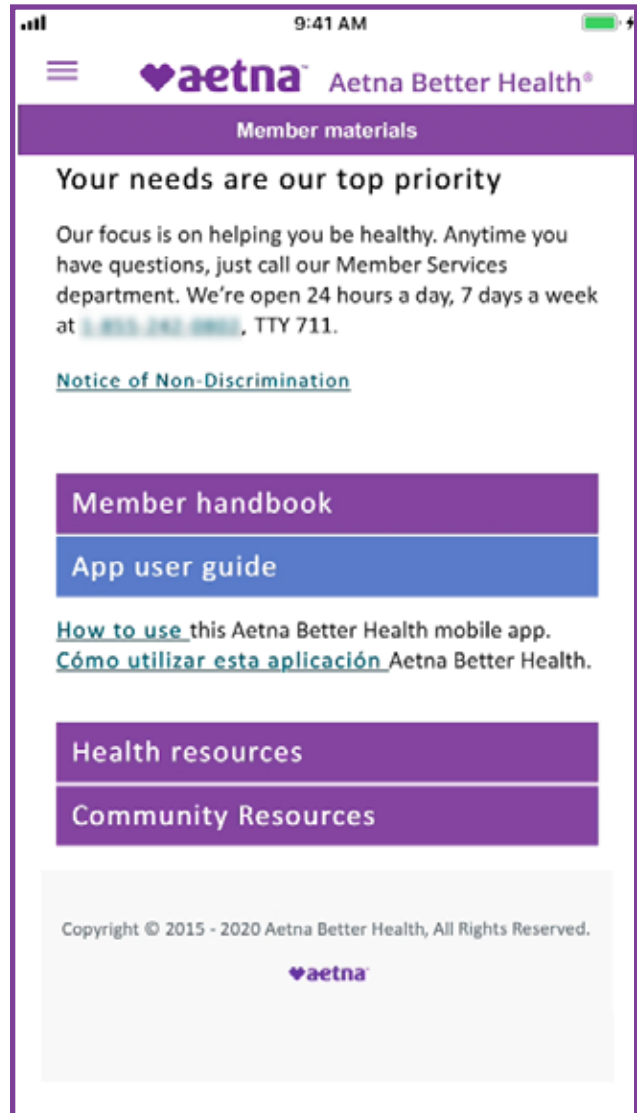 9:41 AM
aetna™ Aetna Better Health®
Member materials
Your needs are our top priority
Our focus is on helping you be healthy. Anytime you
have questions, just call our Member Services
department. We’re open 24 hours a day, 7 days a week
at , TTY 711.
Notice of Non-Discrimination
Member handbook
App user guide
How to use this Aetna Better Health mobile app.
Cómo utilizar esta aplicación Aetna Better Health.
Health resources
Community Resources
Copyright © 2015 - 2020 Aetna Better Health, All Rights Reserved.
aetna™